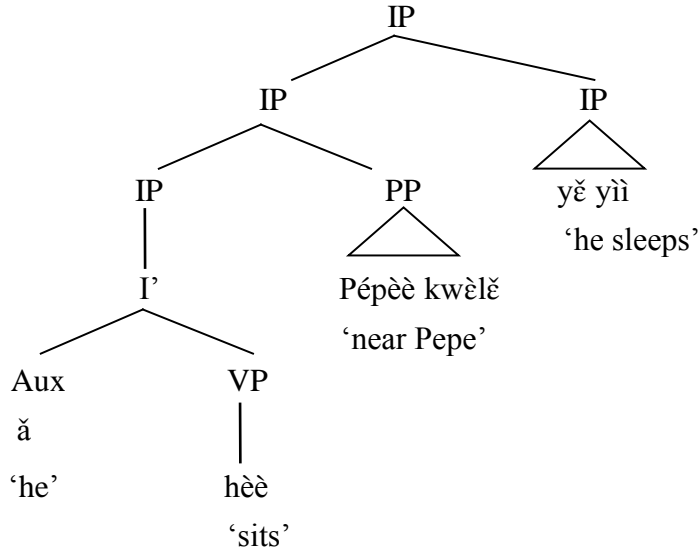 IP
IP IP
IP PP yɛ̌ yìì
‘he sleeps’
I’ Pépèè kwɛ̀lɛ̌
‘near Pepe’
Aux VP
ǎ
‘he’ hèè
‘sits’